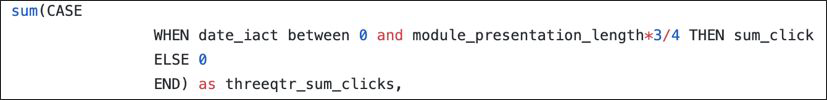 sum(CASE
WHEN date_iact between 0 and module_presentation_length*3/4 THEN sum_click
ELSE 0
END) as threeqtr_sum_clicks,